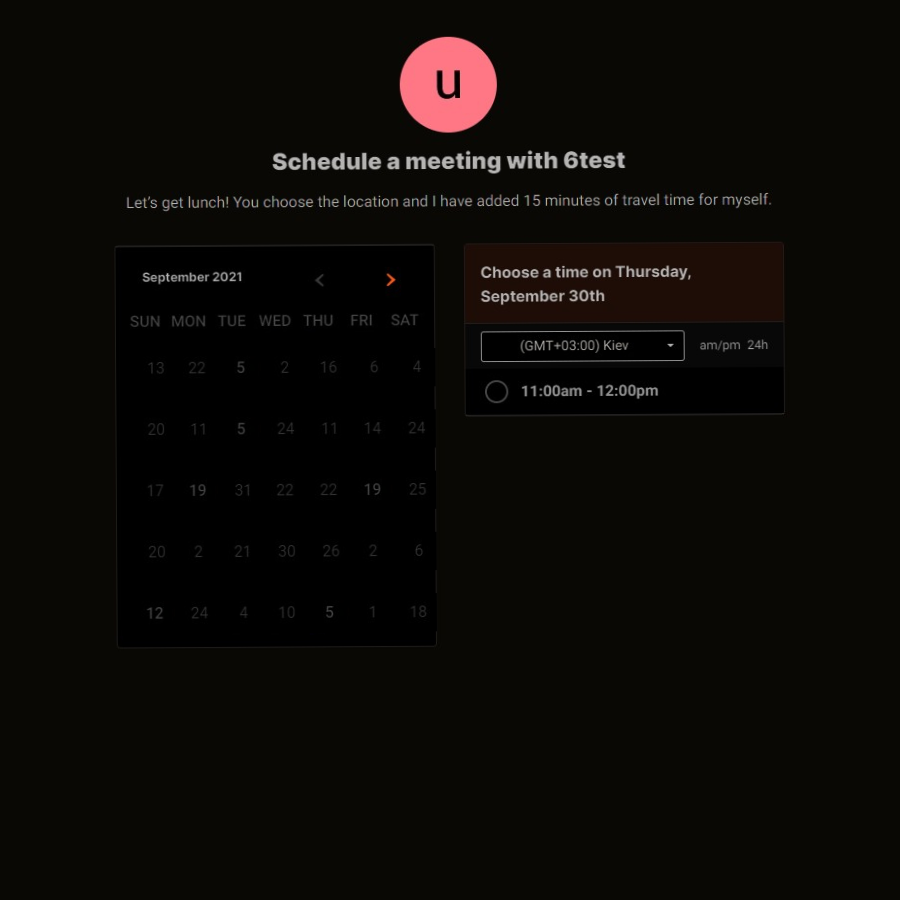 u
Schedule a meeting with 6test
Let's get lunch! You choose the location and I have added 15 minutes of travel time for myself.
September 2021
SUN MON TUE WED THU FRI SAT
13 22 5 2 16 6 4
20 11 5 24 11 14 24
17 19 31 22 22 19 25
20 2 21 30 26 2 6
12 24 4 10 5 1 18
Choose a time on Thursday,
September 30th
(GMT+03:00) Kiev am/pm 24h
11:00am - 12:00pm